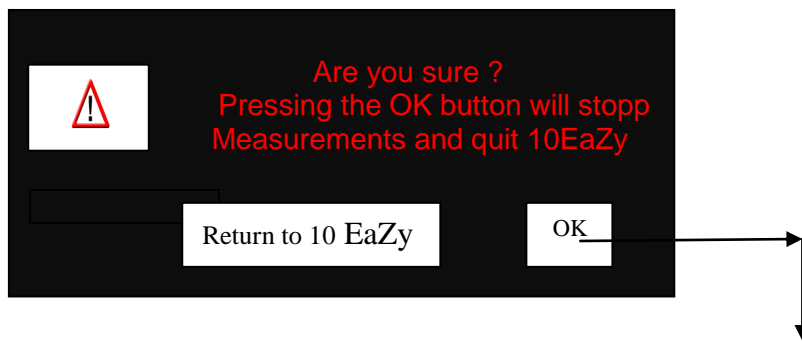 Are you sure ?
Pressing the OK button will stopp
Measurements and quit 10EaZy
!
Return to 10 EaZy
OK